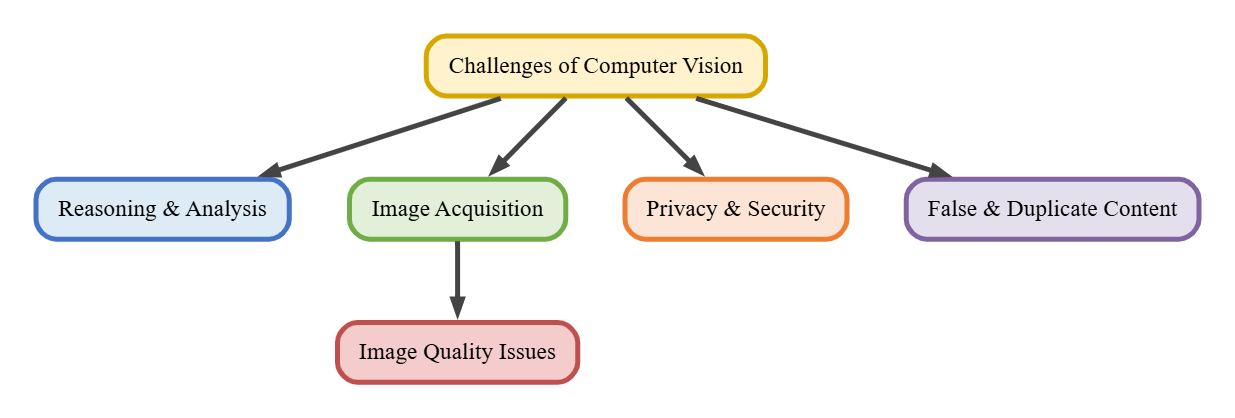 Challenges of Computer Vision
Reasoning & Analysis
Image Acquisition
Privacy & Security
False & Duplicate Content
Image Quality Issues